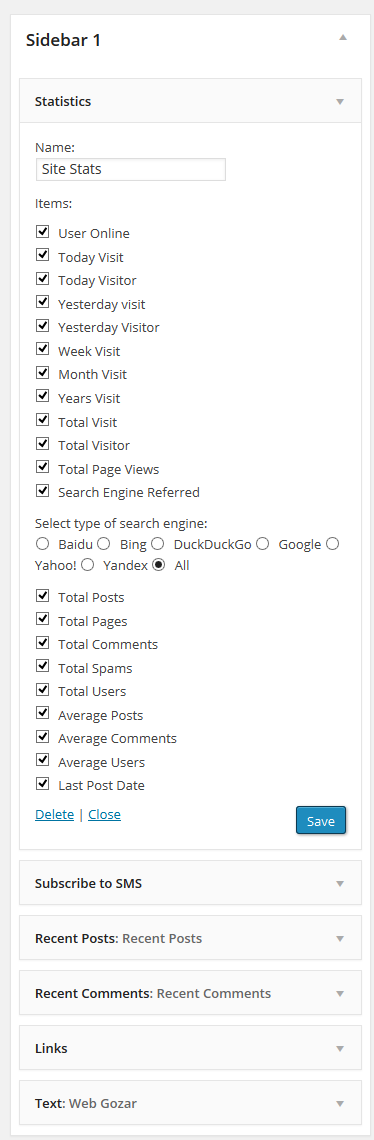 Sidebar 1
Statistics
Name:
Site Stats
Items:
User Online
Today Visit
Today Visitor
Yesterday visit
Yesterday Visitor
Week Visit
Month Visit
Years Visit
Total Visit
Total Visitor
Total Page Views
Search Engine Referred
Select type of search engine:
Baidu Bing DuckDuckGo Google
Yahoo! Yandex All
Total Posts
Total Pages
Total Comments
Total Spams
Total Users
Average Posts
Average Comments
Average Users
Last Post Date
Delete | Close Save
Subscribe to SMS
Recent Posts: Recent Posts
Recent Comments: Recent Comments
Links
Text: Web Gozar